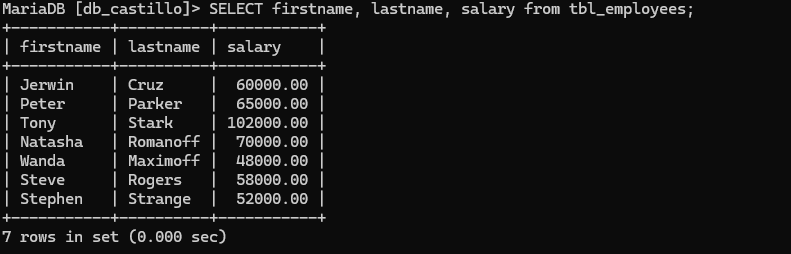 MariaDB [db_castillo]> SELECT firstname, lastname, salary from tbl_employees;
+-----------+----------+-----------+
| firstname | lastname | salary    |
+-----------+----------+-----------+
| Jerwin    | Cruz     |  60000.00 |
| Peter     | Parker   |  65000.00 |
| Tony      | Stark    | 102000.00 |
| Natasha   | Romanoff |  70000.00 |
| Wanda     | Maximoff |  48000.00 |
| Steve     | Rogers   |  58000.00 |
| Stephen   | Strange  |  52000.00 |
+-----------+----------+-----------+
7 rows in set (0.000 sec)